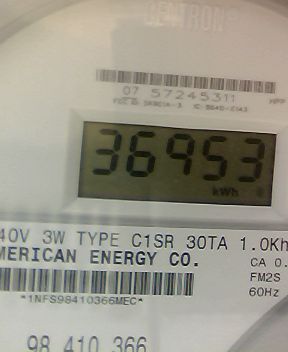 CENTRON®
07 57245311
36953
kWh
40V 3W TYPE C1SR 30TA 1.0Kh
MERICAN ENERGY CO.
CA 0.
FM2S
60Hz
*1NFS98410366MEC*
98 410 366